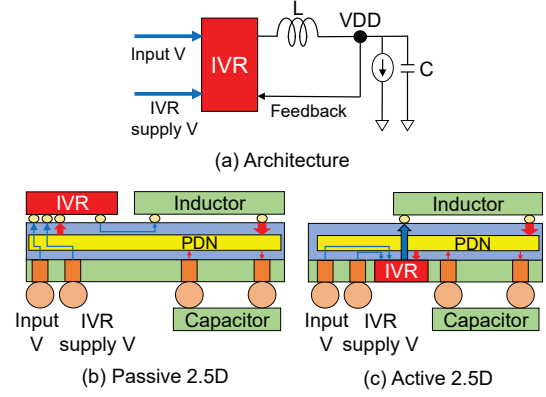 L
VDD
IVR
Input V
C
IVR
supply V
Feedback
(a) Architecture
IVR
Inductor
PDN
Capacitor
Input
V
IVR
supply V
(b) Passive 2.5D
Inductor
PDN
IVR
Capacitor
Input
V
IVR
supply V
(c) Active 2.5D